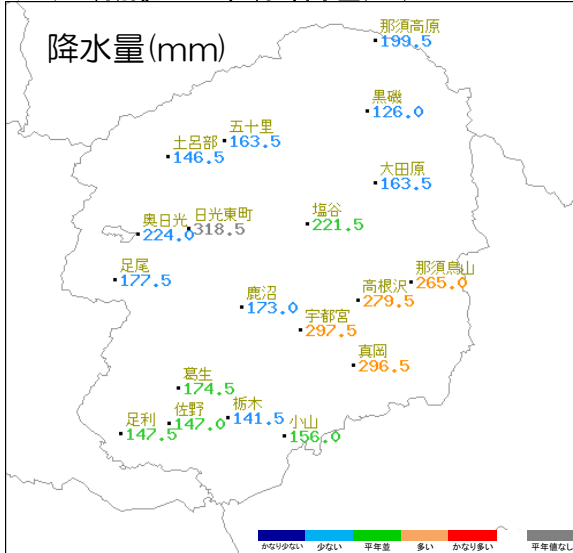 降水量(mm)
那須高原
199.5
黒磯
126.0
五十里
163.5
土呂部
146.5
大田原
163.5
日光東町
318.5
奥日光
224.0
塩谷
221.5
足尾
177.5
那須烏山
265.0
高根沢
279.5
鹿沼
173.0
宇都宮
297.5
真岡
296.5
葛生
174.5
佐野
147.0
栃木
141.5
足利
147.5
小山
156.0
かなり少ない 少ない 平年並 多い かなり多い 平年値なし